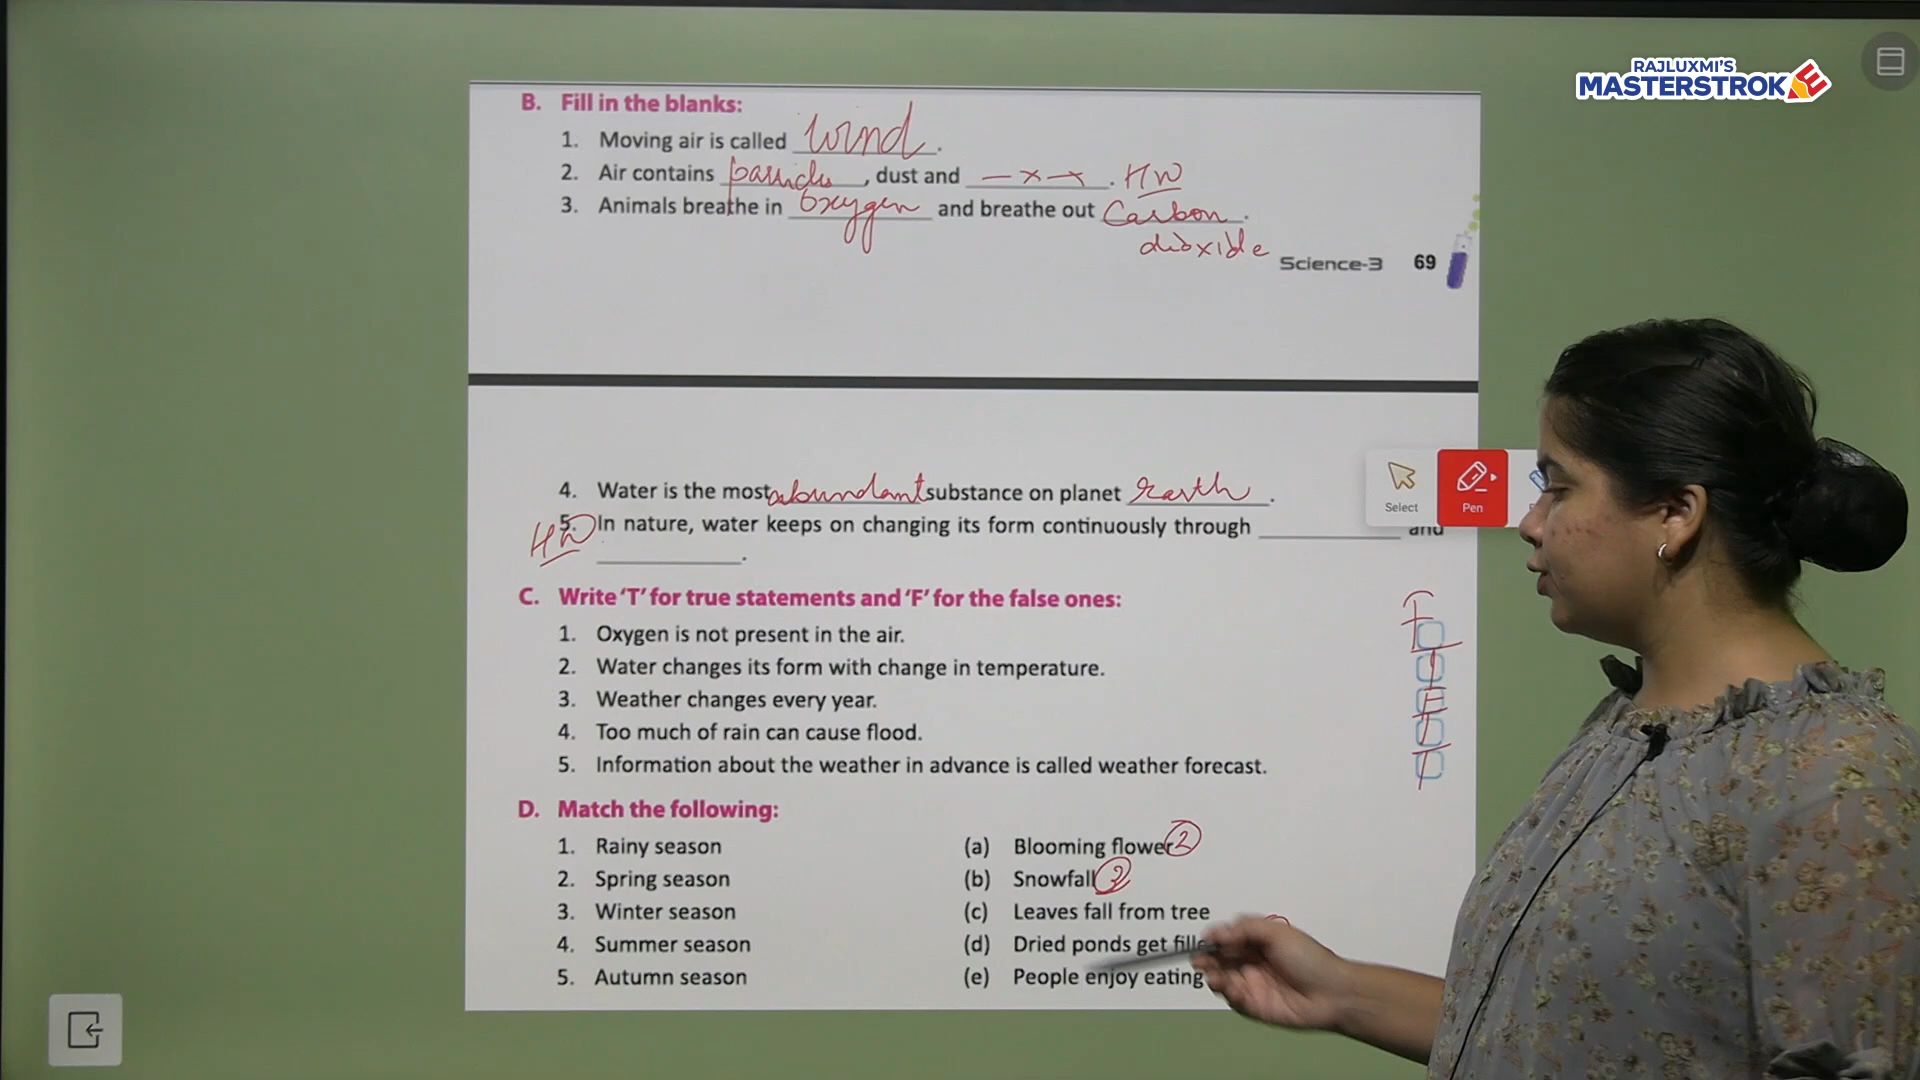 RAJLUXMI'S
MASTERSTROKE
B. Fill in the blanks:
1. Moving air is called wind.
2. Air contains , dust and —x—x. HW
3. Animals breathe in Oxygen and breathe out Carbon
dioxide
Science-3 69
4. Water is the most abundant substance on planet Earth.
HW 5. In nature, water keeps on changing its form continuously through ____________ and
____________.
Select
Pen
C. Write 'T' for true statements and 'F' for the false ones:
1. Oxygen is not present in the air. F
2. Water changes its form with change in temperature. T
3. Weather changes every year. F
4. Too much of rain can cause flood. T
5. Information about the weather in advance is called weather forecast. T
D. Match the following:
1. Rainy season (a) Blooming flower 2
2. Spring season (b) Snowfall 3
3. Winter season (c) Leaves fall from tree
4. Summer season (d) Dried ponds get
5. Autumn season (e) People enjoy eating